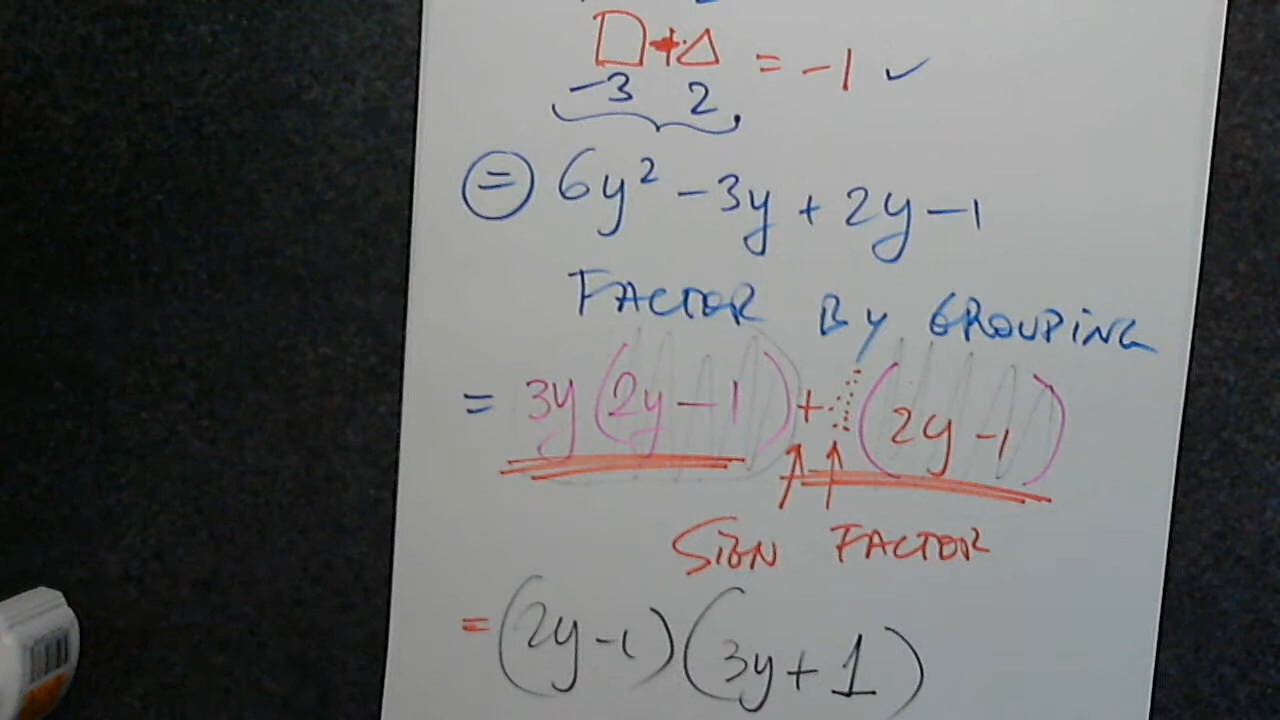 □ + △ = -1 ✓
-3 2
= 6y² - 3y + 2y - 1
FACTOR BY GROUPING
= 3y(2y - 1) + 1(2y - 1)
SIGN FACTOR
= (2y - 1)(3y + 1)